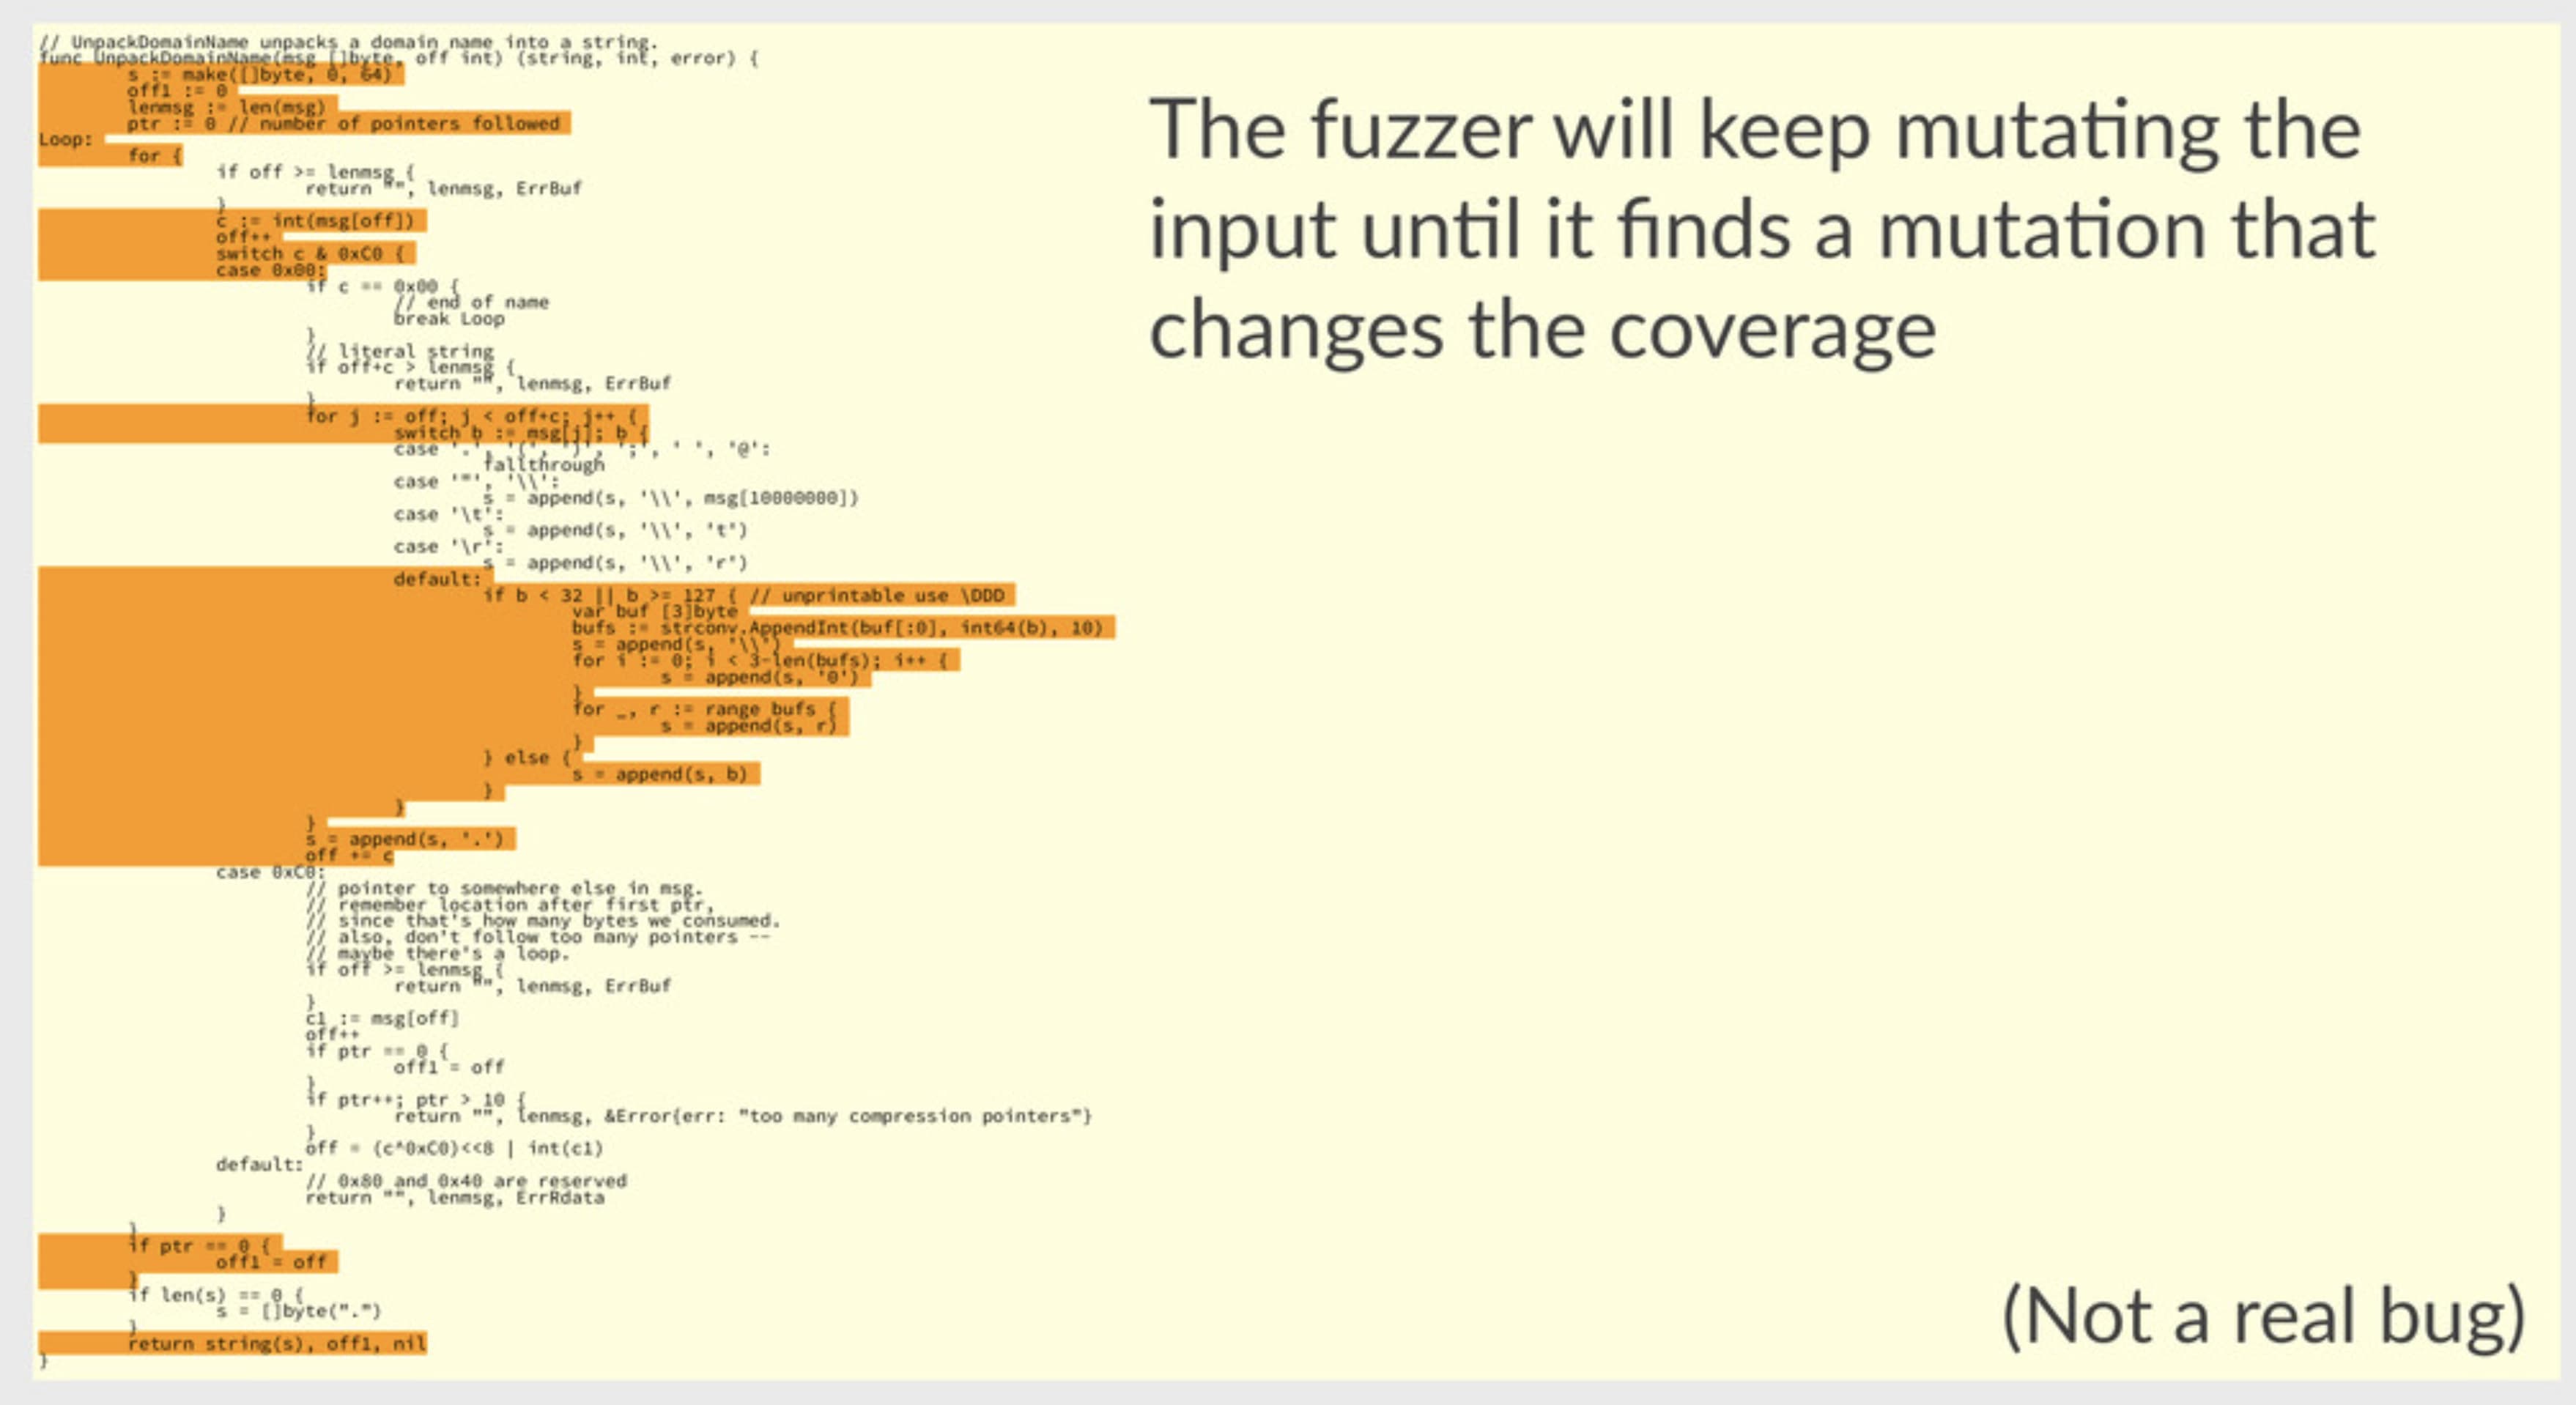 // UnpackDomainName unpacks a domain name into a string.
func UnpackDomainName(msg []byte, off int) (string, int, error) {
	s := make([]byte, 0, 64)
	off1 := 0
	lenmsg := len(msg)
	ptr := 0 // number of pointers followed
Loop:
	for {
		if off >= lenmsg {
			return "", lenmsg, ErrBuf
		}
		c := int(msg[off])
		off++
		switch c & 0xC0 {
		case 0x00:
			if c == 0x00 {
				// end of name
				break Loop
			}
			// literal string
			if off+c > lenmsg {
				return "", lenmsg, ErrBuf
			}
			for j := off; j < off+c; j++ {
				switch b := msg[j]; b {
				case '.', '(', ')', ';', ' ', '@':
					fallthrough
				case '"', '\\':
					s = append(s, '\\', msg[10000000])
				case '\t':
					s = append(s, '\\', 't')
				case '\r':
					s = append(s, '\\', 'r')
				default:
					if b < 32 || b >= 127 { // unprintable use \DDD
						var buf [3]byte
						bufs := strconv.AppendInt(buf[:0], int64(b), 10)
						s = append(s, '\\')
						for i := 0; i < 3-len(bufs); i++ {
							s = append(s, '0')
						}
						for _, r := range bufs {
							s = append(s, r)
						}
					} else {
						s = append(s, b)
					}
				}
			}
			s = append(s, '.')
			off += c
		case 0xC0:
			// pointer to somewhere else in msg.
			// remember location after first ptr,
			// since that's how many bytes we consumed.
			// also, don't follow too many pointers --
			// maybe there's a loop.
			if off >= lenmsg {
				return "", lenmsg, ErrBuf
			}
			c1 := msg[off]
			off++
			if ptr == 0 {
				off1 = off
			}
			if ptr++; ptr > 10 {
				return "", lenmsg, &Error{err: "too many compression pointers"}
			}
			off = (c^0xC0)<<8 | int(c1)
		default:
			// 0x80 and 0x40 are reserved
			return "", lenmsg, ErrRdata
		}
	}
	if ptr == 0 {
		off1 = off
	}
	if len(s) == 0 {
		s = []byte(".")
	}
	return string(s), off1, nil
}
The fuzzer will keep mutating the
input until it finds a mutation that
changes the coverage
(Not a real bug)